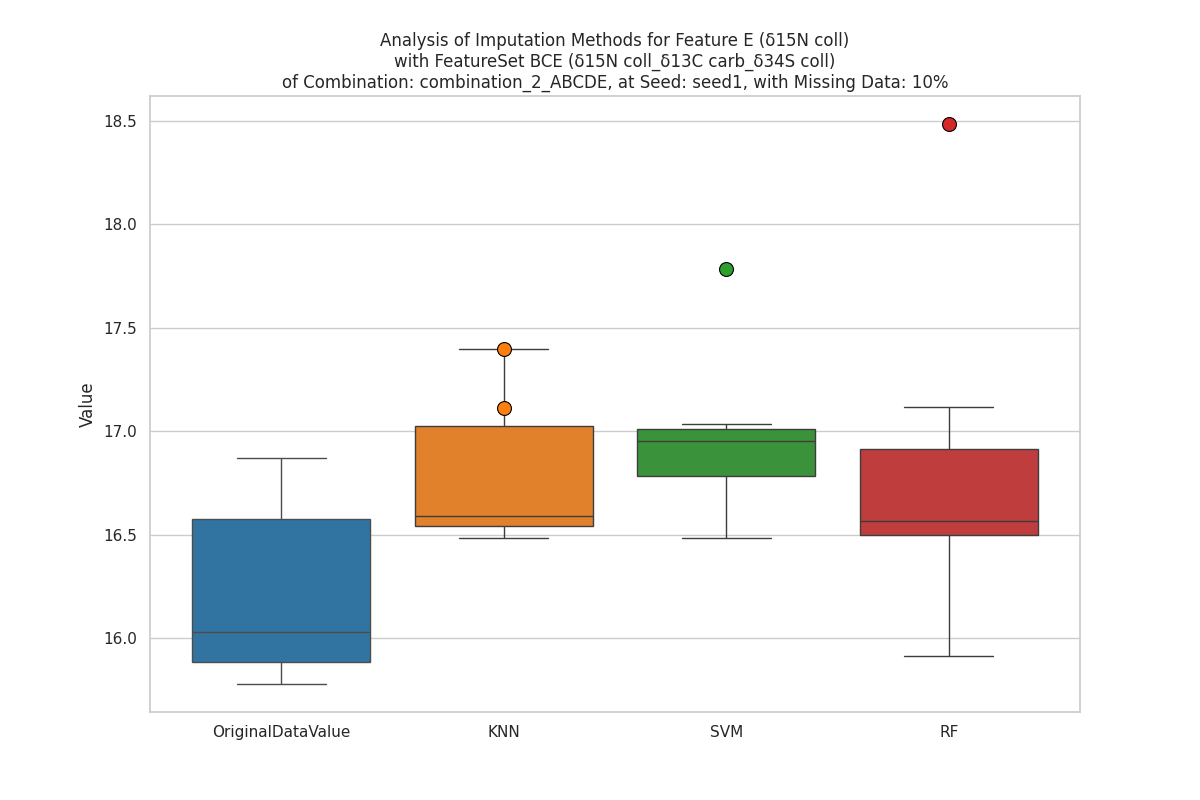 Analysis of Imputation Methods for Feature E (δ15N coll)
with FeatureSet BCE (δ15N coll_δ13C carb_δ34S coll)
of Combination: combination_2_ABCDE, at Seed: seed1, with Missing Data: 10%
18.5
18.0
17.5
17.0
16.5
16.0
Value
OriginalDataValue KNN SVM RF